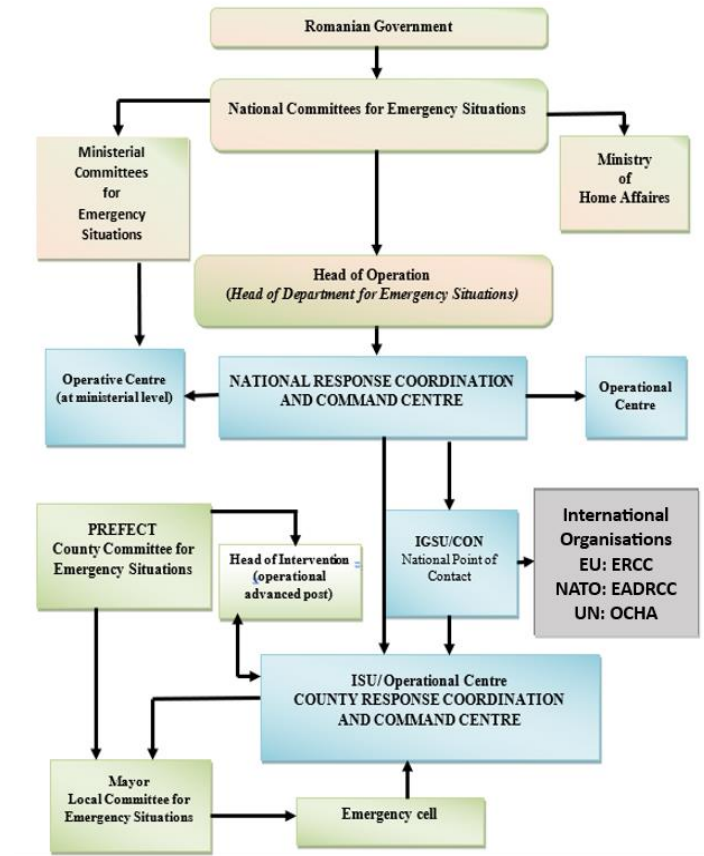 Romanian Government
National Committees for Emergency Situations
Ministerial
Committees
for
Emergency
Situations
Ministry
of
Home Affaires
Head of Operation
(Head of Department for Emergency Situations)
Operative Centre
(at ministerial level)
NATIONAL RESPONSE COORDINATION
AND COMMAND CENTRE
Operational
Centre
PREFECT
County Committee for
Emergency Situations
Head of Intervention
(operational
advanced post)
IGSU/CON
National Point of
Contact
International
Organisations
EU: ERCC
NATO: EADRCC
UN: OCHA
ISU/Operational Centre
COUNTY RESPONSE COORDINATION
AND COMMAND CENTRE
Mayor
Local Committee for
Emergency Situations
Emergency cell